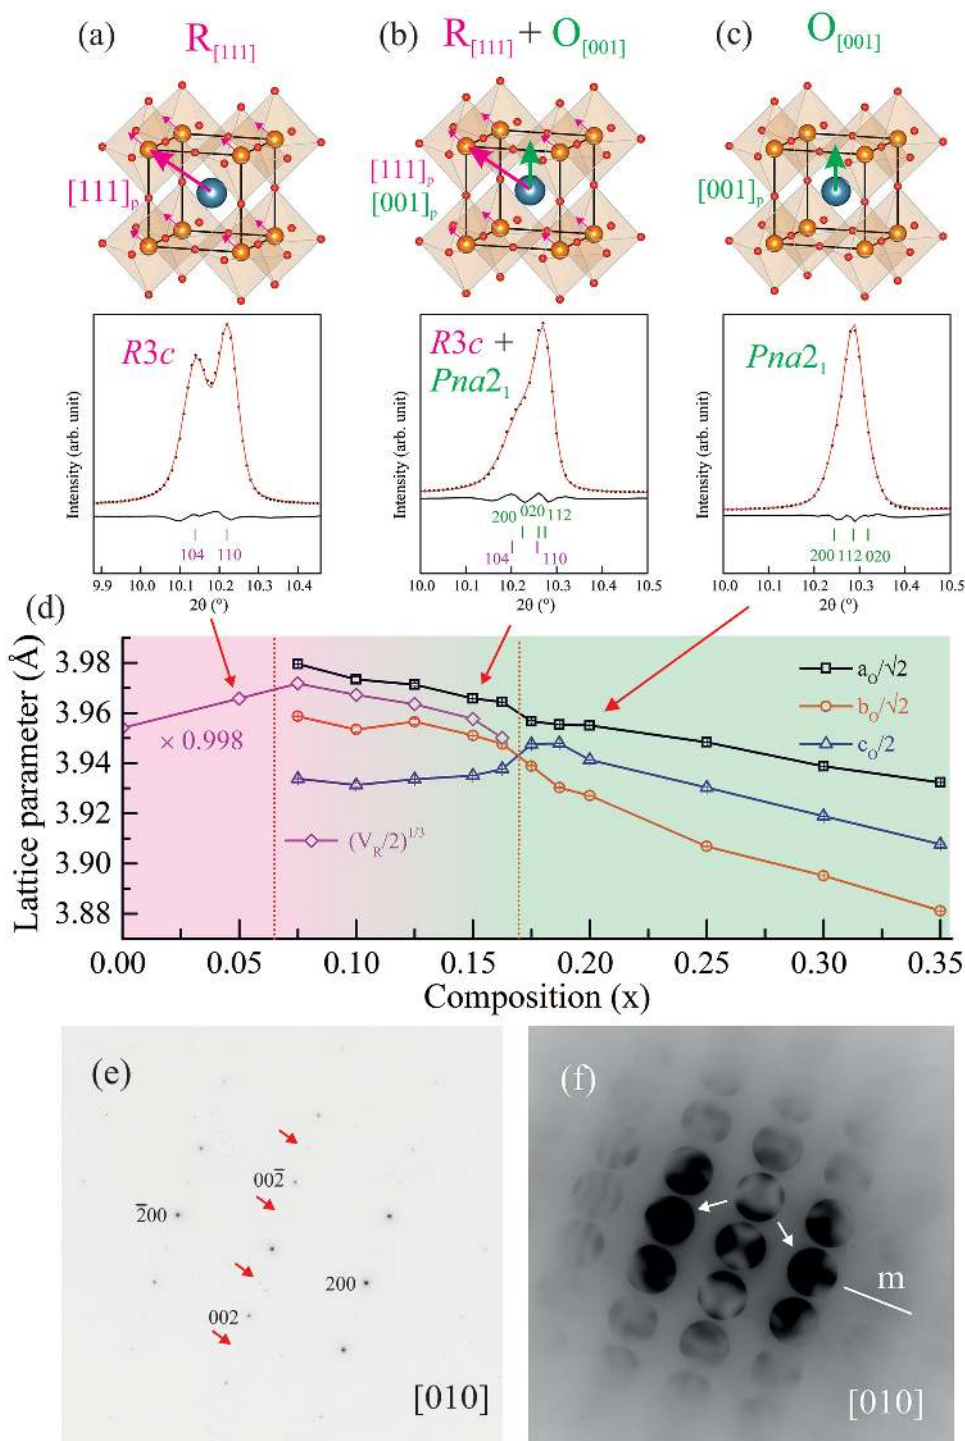 (a)
R[111]
(b)
R[111] + O[001]
(c)
O[001]
[111]p
[111]p
[001]p
[001]p
R3c
R3c +
Pna2₁
Pna2₁
Intensity (arb. unit)
Intensity (arb. unit)
Intensity (arb. unit)
104 110
200 020 112
104 110
200 112 020
9.9 10.0 10.1 10.2 10.3 10.4
2θ (°)
10.0 10.1 10.2 10.3 10.4 10.5
2θ (°)
10.0 10.1 10.2 10.3 10.4 10.5
2θ (°)
(d)
Lattice parameter (Å)
3.98
3.96
3.94
3.92
3.90
3.88
× 0.998
(V_R/2)^1/3
a_O/√2
b_O/√2
c_O/2
0.00 0.05 0.10 0.15 0.20 0.25 0.30 0.35
Composition (x)
(e)
002̅
2̅00
200
002
[010]
(f)
m
[010]